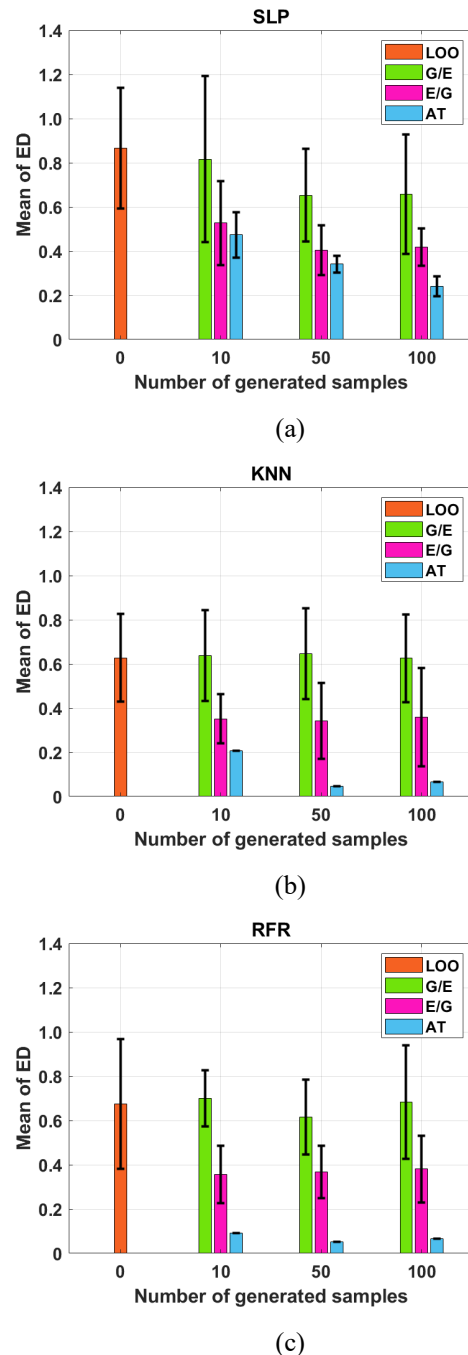 SLP
1.4
1.2
1.0
0.8
0.6
0.4
0.2
0
Mean of ED
LOO
G/E
E/G
AT
0 10 50 100
Number of generated samples
(a)
KNN
1.4
1.2
1.0
0.8
0.6
0.4
0.2
0
Mean of ED
LOO
G/E
E/G
AT
0 10 50 100
Number of generated samples
(b)
RFR
1.4
1.2
1.0
0.8
0.6
0.4
0.2
0
Mean of ED
LOO
G/E
E/G
AT
0 10 50 100
Number of generated samples
(c)